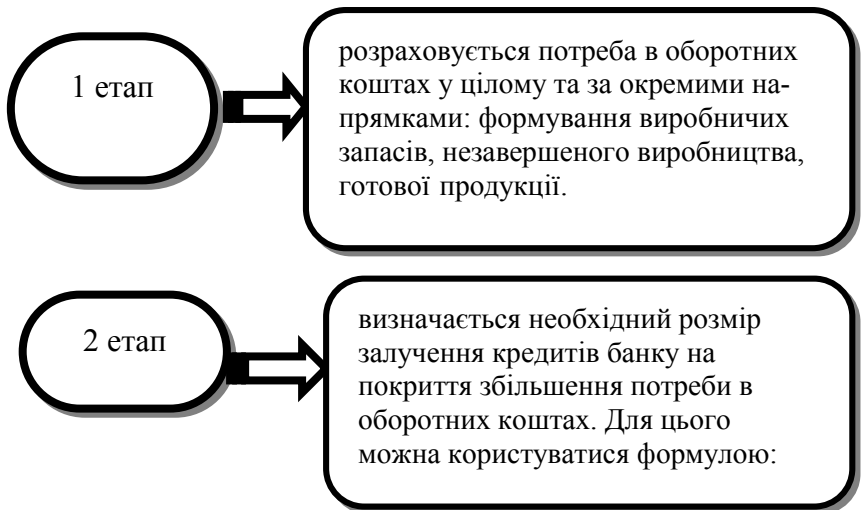 1 етап
розраховується потреба в оборотних
коштах у цілому та за окремими на-
прямками: формування виробничих
запасів, незавершеного виробництва,
готової продукції.
2 етап
визначається необхідний розмір
залучення кредитів банку на
покриття збільшення потреби в
оборотних коштах. Для цього
можна користуватися формулою: